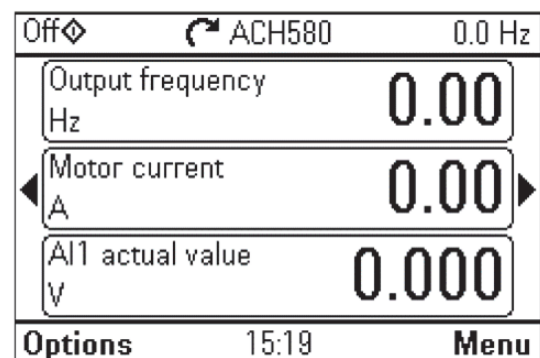 Off ACH580 0.0 Hz
Output frequency 0.00
Hz
Motor current 0.00
A
AI1 actual value 0.000
V
Options 15:19 Menu